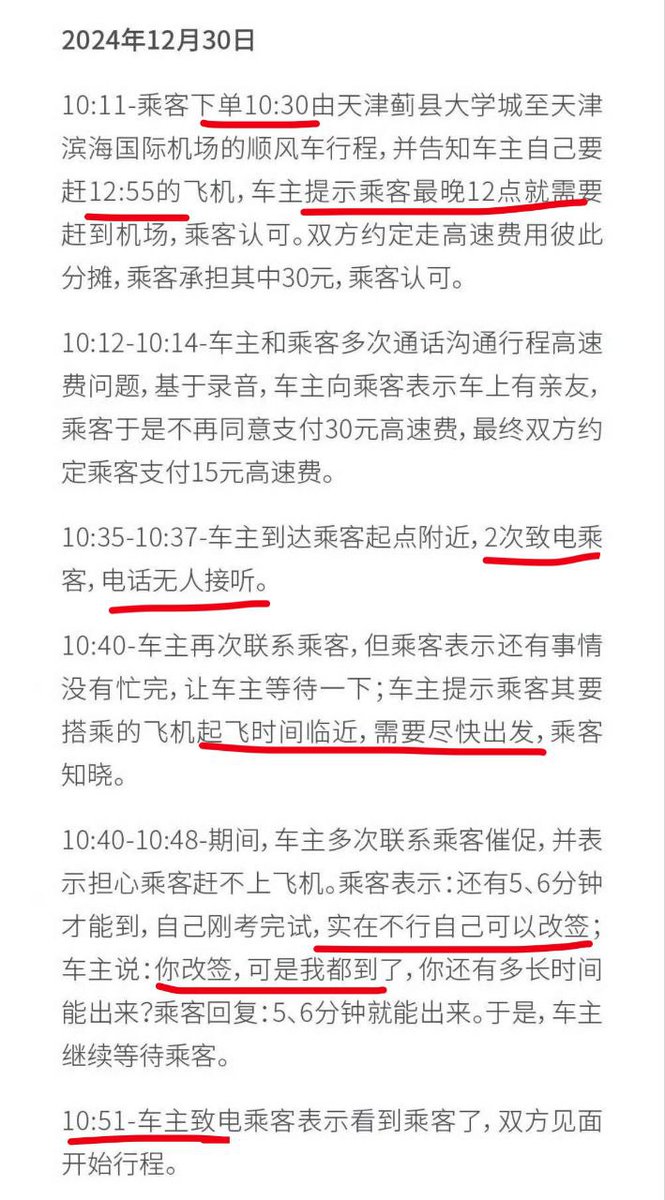 2024年12月30日
10:11-乘客下单10:30由天津蓟县大学城至天津
滨海国际机场的顺风车行程，并告知车主自己要
赶12:55的飞机，车主提示乘客最晚12点就需要
赶到机场，乘客认可。双方约定走高速费用彼此
分摊，乘客承担其中30元，乘客认可。
10:12-10:14-车主和乘客多次通话沟通行程高速
费问题，基于录音，车主向乘客表示车上有亲友，
乘客于是不再同意支付30元高速费，最终双方约
定乘客支付15元高速费。
10:35-10:37-车主到达乘客起点附近，2次致电乘
客，电话无人接听。
10:40-车主再次联系乘客，但乘客表示还有事情
没有忙完，让车主等待一下；车主提示乘客其要
搭乘的飞机起飞时间临近，需要尽快出发，乘客
知晓。
10:40-10:48-期间，车主多次联系乘客催促，并表
示担心乘客赶不上飞机。乘客表示：还有5、6分钟
才能到，自己刚考完试，实在不行自己可以改签；
车主说：你改签，可是我都到了，你还有多长时间
能出来？乘客回复：5、6分钟就能出来。于是，车主
继续等待乘客。
10:51-车主致电乘客表示看到乘客了，双方见面
开始行程。